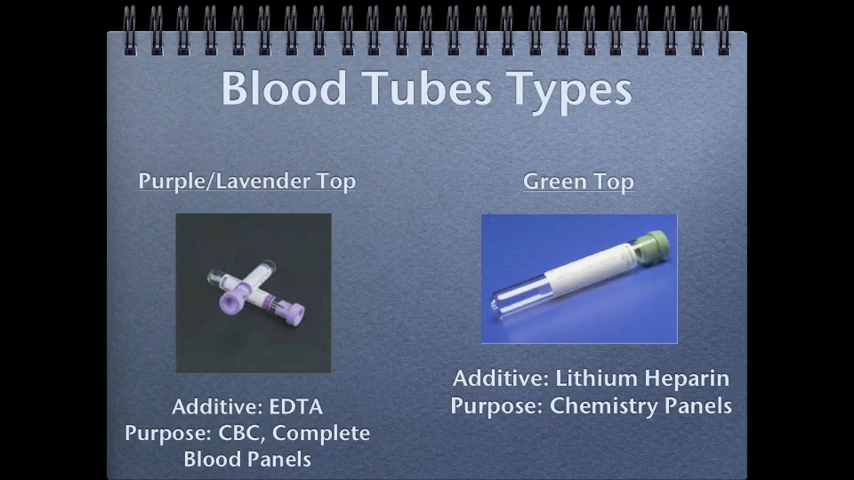 Blood Tubes Types
Purple/Lavender Top
Additive: EDTA
Purpose: CBC, Complete
Blood Panels
Green Top
Additive: Lithium Heparin
Purpose: Chemistry Panels